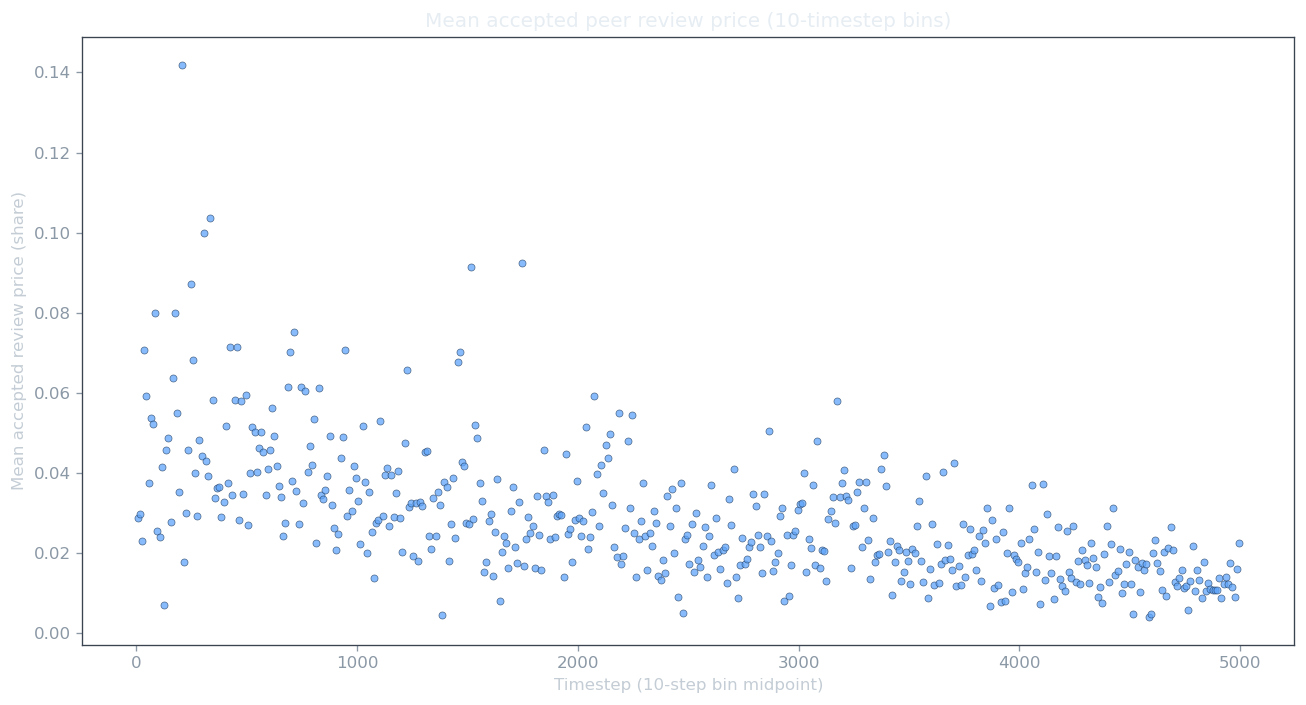 Mean accepted peer review price (10-timestep bins)
Mean accepted review price (share)
0.14
0.12
0.10
0.08
0.06
0.04
0.02
0.00
0 1000 2000 3000 4000 5000
Timestep (10-step bin midpoint)